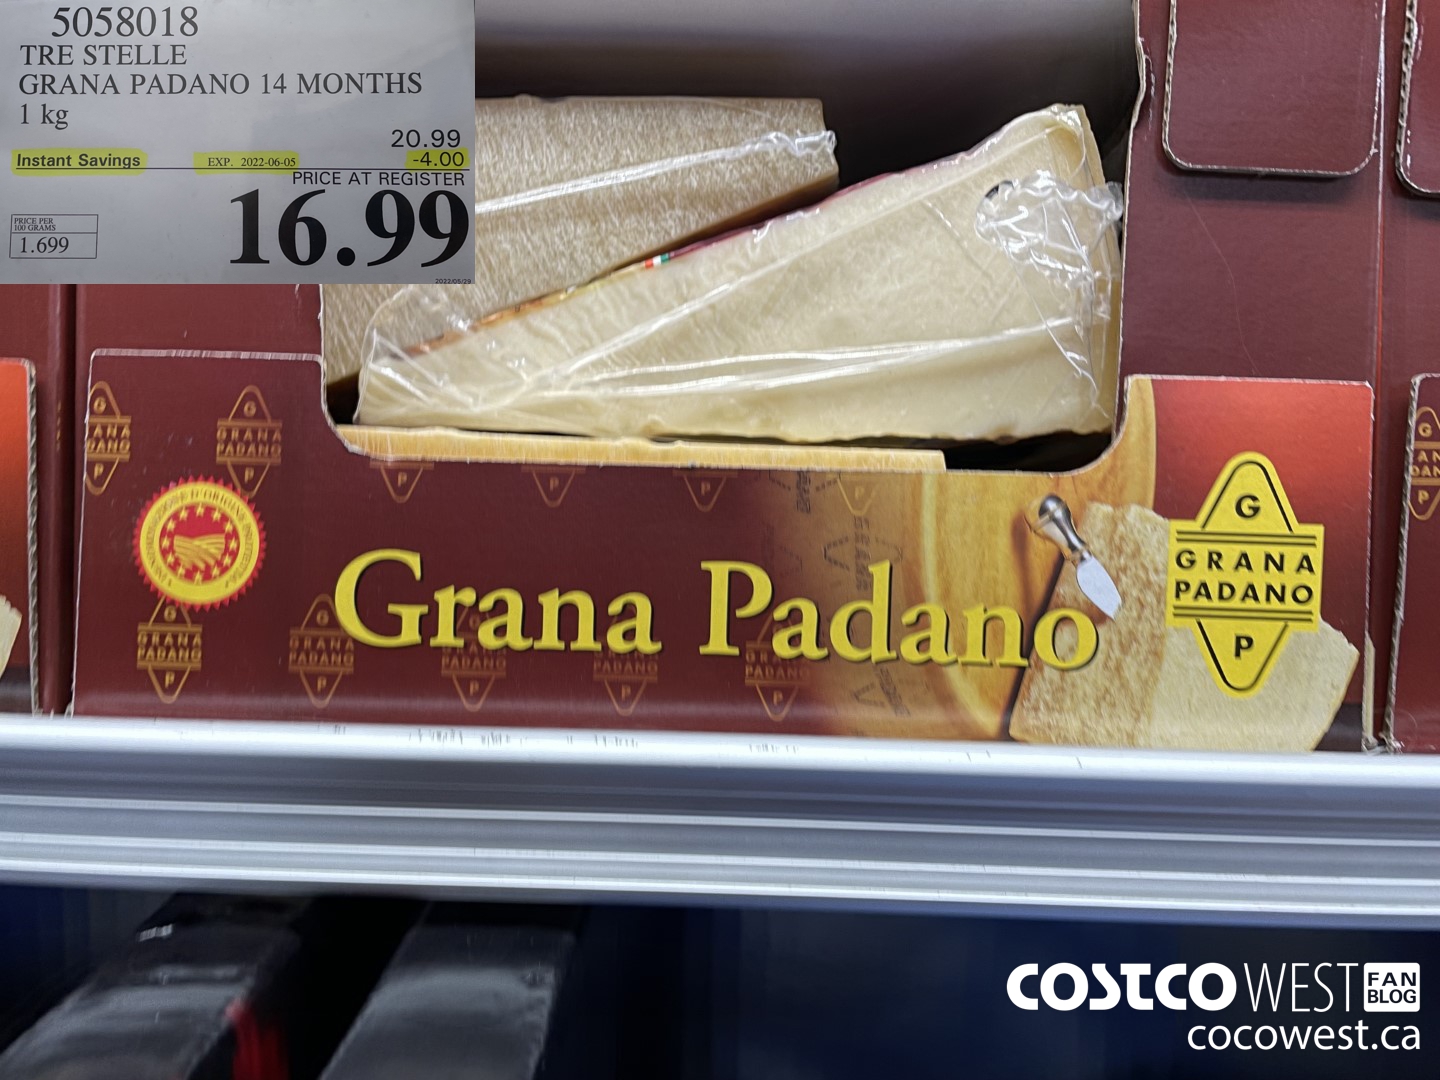 5058018
TRE STELLE
GRANA PADANO 14 MONTHS
1 kg
20.99
Instant Savings EXP. 2022-06-05 -4.00
PRICE AT REGISTER
PRICE PER
100 GRAMS
1.699
16.99
2022/05/29
G
GRANA
PADANO
P
Grana Padano
G
GRANA
PADANO
P
COSTCO WEST FAN
BLOG
cocowest.ca